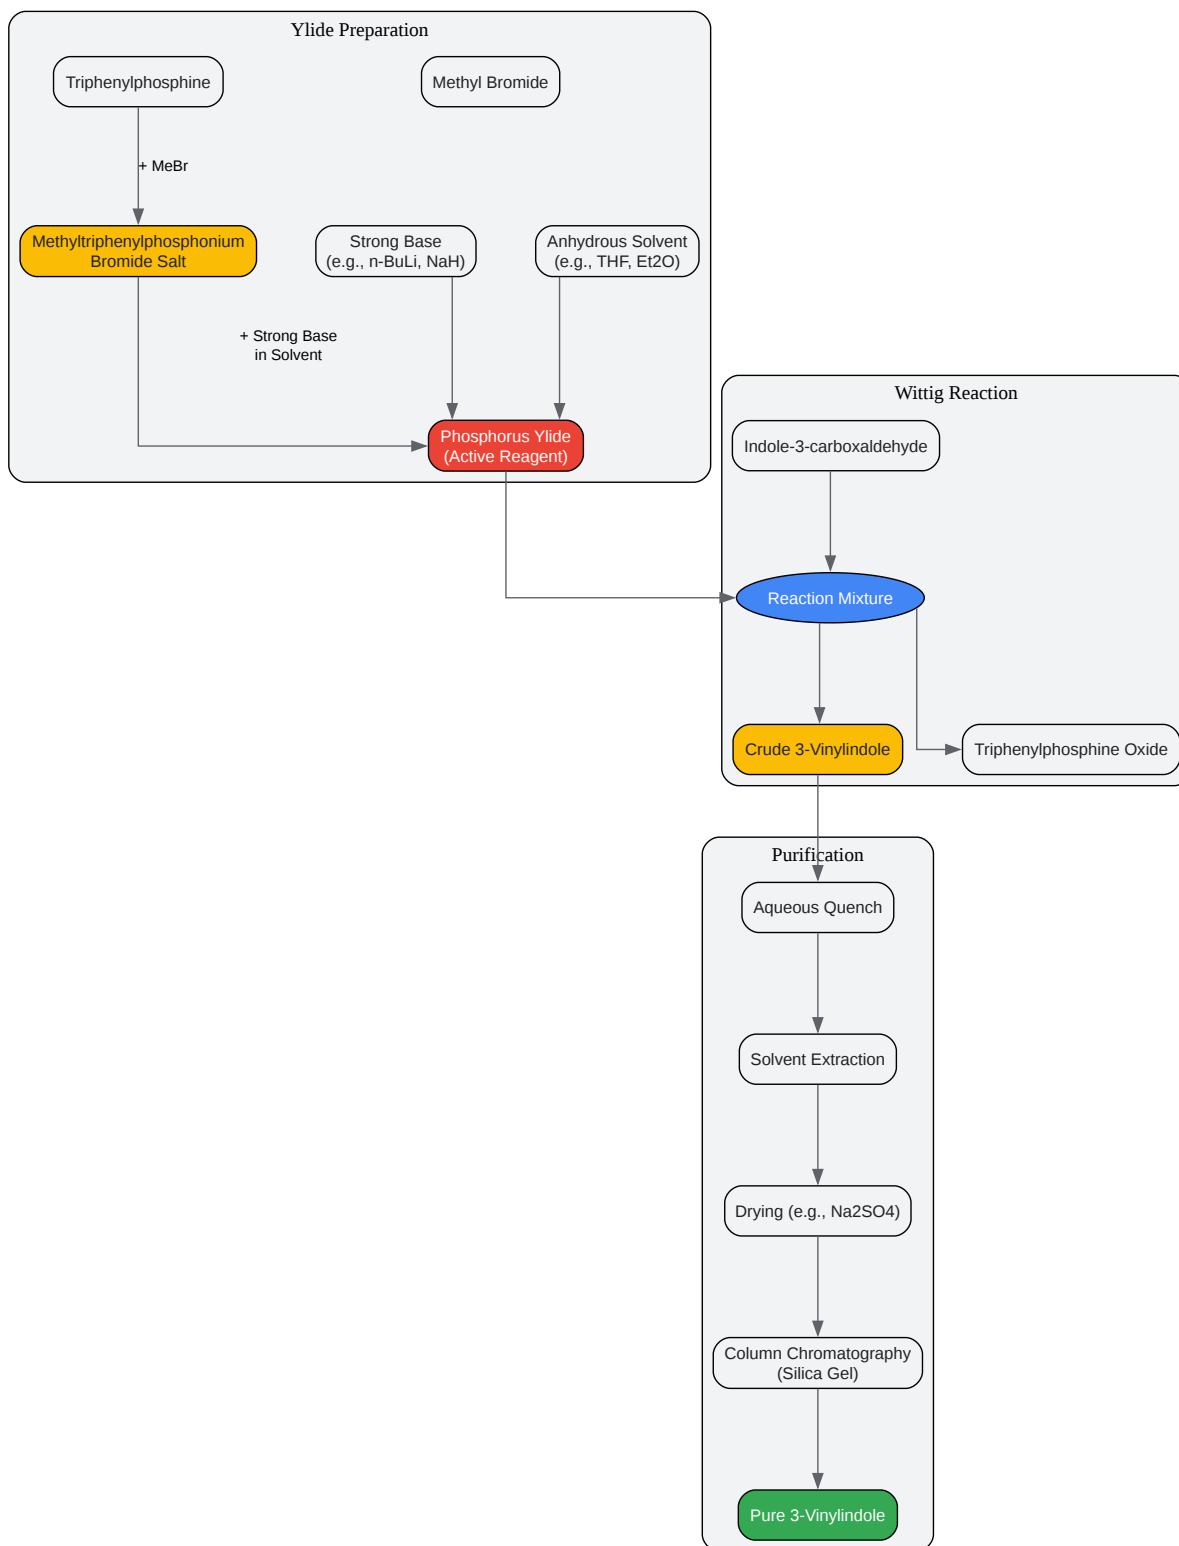 Ylide Preparation
Triphenylphosphine
Methyl Bromide
+ MeBr
Methyltriphenylphosphonium
Bromide Salt
Strong Base
(e.g., n-BuLi, NaH)
Anhydrous Solvent
(e.g., THF, Et2O)
+ Strong Base
in Solvent
Phosphorus Ylide
(Active Reagent)
Wittig Reaction
Indole-3-carboxaldehyde
Reaction Mixture
Crude 3-Vinylindole
Triphenylphosphine Oxide
Purification
Aqueous Quench
Solvent Extraction
Drying (e.g., Na2SO4)
Column Chromatography
(Silica Gel)
Pure 3-Vinylindole